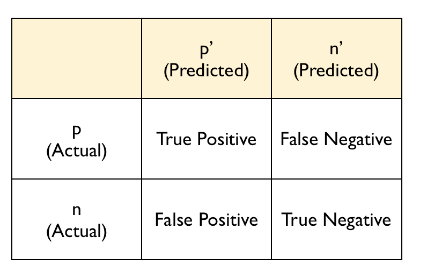 p’
(Predicted)
n’
(Predicted)
p
(Actual)
True Positive
False Negative
n
(Actual)
False Positive
True Negative